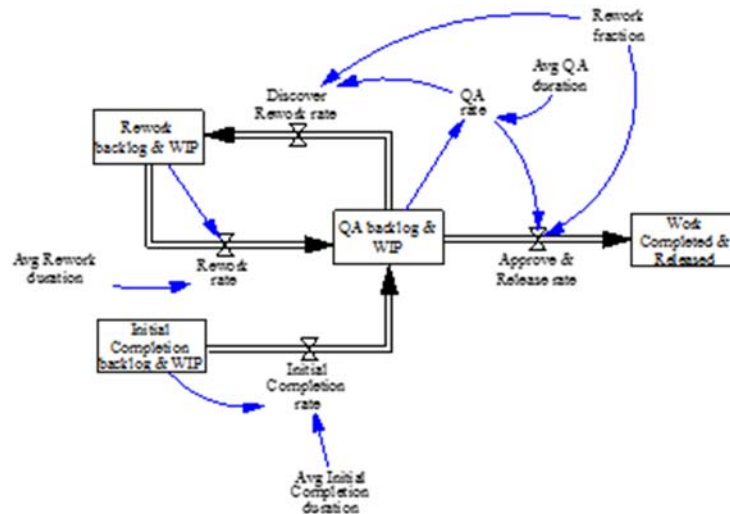 Rework
fraction
Avg QA
duration
Discover
Rework rate
QA
rate
Rework
backlog & WIP
QA backlog &
WIP
Work
Completed &
Released
Avg Rework
duration
Rework
rate
Approve &
Release rate
Initial
Completion
backlog & WIP
Initial
Completion
rate
Avg Initial
Completion
duration